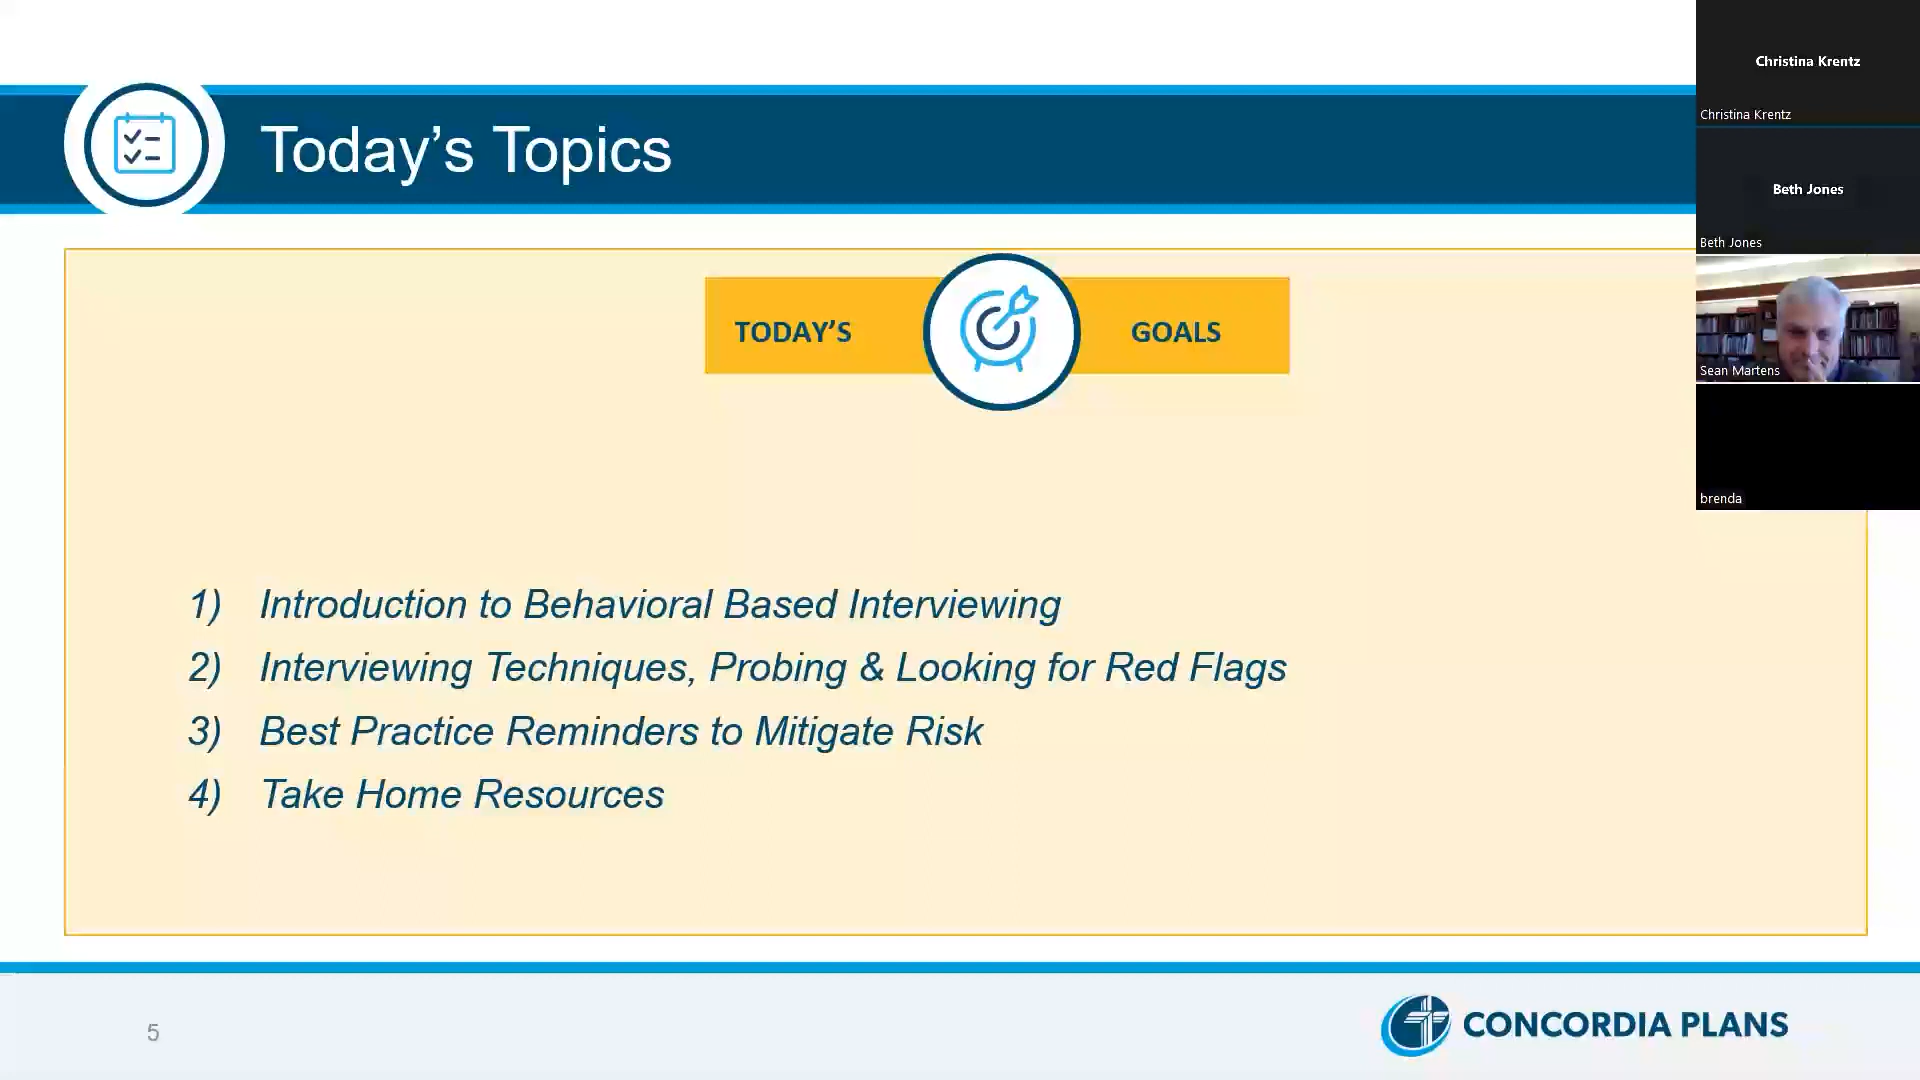 Today’s Topics
TODAY’S GOALS
1) Introduction to Behavioral Based Interviewing
2) Interviewing Techniques, Probing & Looking for Red Flags
3) Best Practice Reminders to Mitigate Risk
4) Take Home Resources
5
CONCORDIA PLANS
Christina Krentz
Christina Krentz
Beth Jones
Beth Jones
Sean Martens
brenda